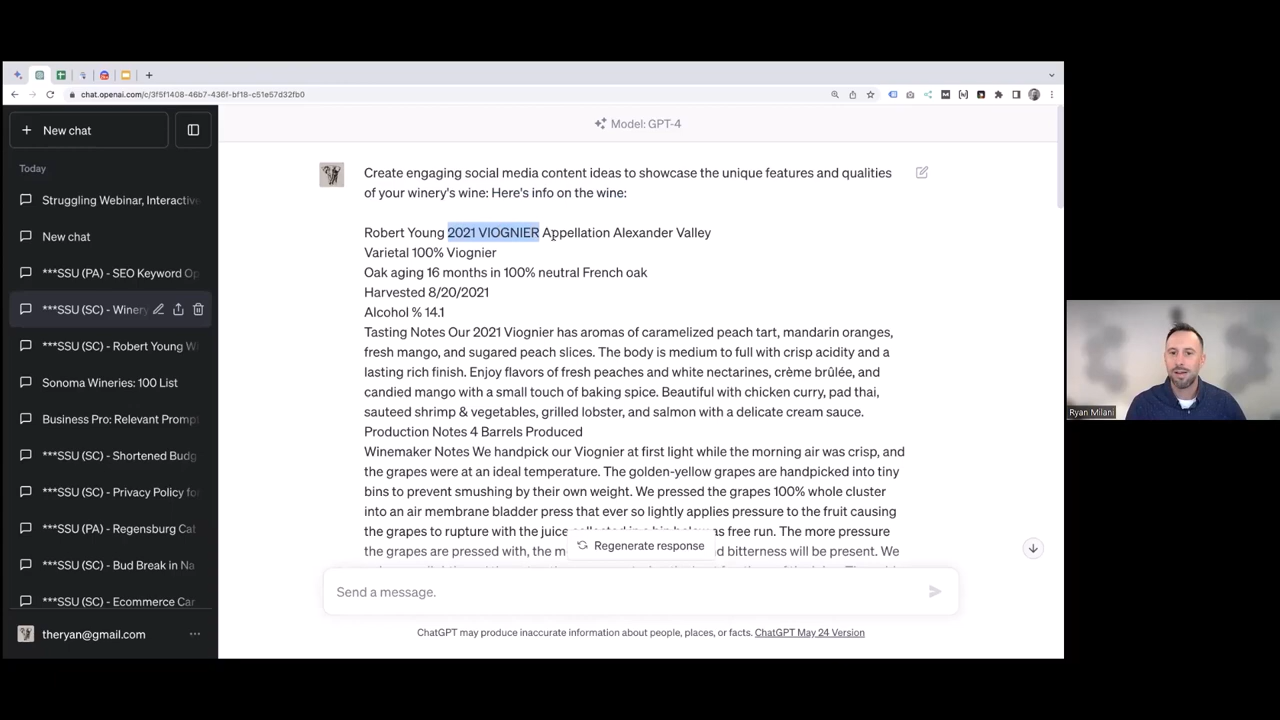 chat.openai.com/c/3f5f1408-46b7-436f-bf18-c51e57d32fb0
New chat
Model: GPT-4
Today
Struggling Webinar, Interactive
New chat
***SSU (PA) - SEO Keyword Op
***SSU (SC) - Winery
***SSU (SC) - Robert Young Wi
Sonoma Wineries: 100 List
Business Pro: Relevant Prompt
***SSU (SC) - Shortened Budg
***SSU (SC) - Privacy Policy for
***SSU (PA) - Regensburg Cat
***SSU (SC) - Bud Break in Na
***SSU (SC) - Ecommerce Car
theryan@gmail.com
Create engaging social media content ideas to showcase the unique features and qualities
of your winery's wine: Here's info on the wine:
Robert Young 2021 VIOGNIER Appellation Alexander Valley
Varietal 100% Viognier
Oak aging 16 months in 100% neutral French oak
Harvested 8/20/2021
Alcohol % 14.1
Tasting Notes Our 2021 Viognier has aromas of caramelized peach tart, mandarin oranges,
fresh mango, and sugared peach slices. The body is medium to full with crisp acidity and a
lasting rich finish. Enjoy flavors of fresh peaches and white nectarines, crème brûlée, and
candied mango with a small touch of baking spice. Beautiful with chicken curry, pad thai,
sauteed shrimp & vegetables, grilled lobster, and salmon with a delicate cream sauce.
Production Notes 4 Barrels Produced
Winemaker Notes We handpick our Viognier at first light while the morning air was crisp, and
the grapes were at an ideal temperature. The golden-yellow grapes are handpicked into tiny
bins to prevent smushing by their own weight. We pressed the grapes 100% whole cluster
into an air membrane bladder press that ever so lightly applies pressure to the fruit causing
the grapes to rupture with the juice as free run. The more pressure
the grapes are pressed with, the m d bitterness will be present. We
Regenerate response
Send a message.
ChatGPT may produce inaccurate information about people, places, or facts. ChatGPT May 24 Version
Ryan Milani